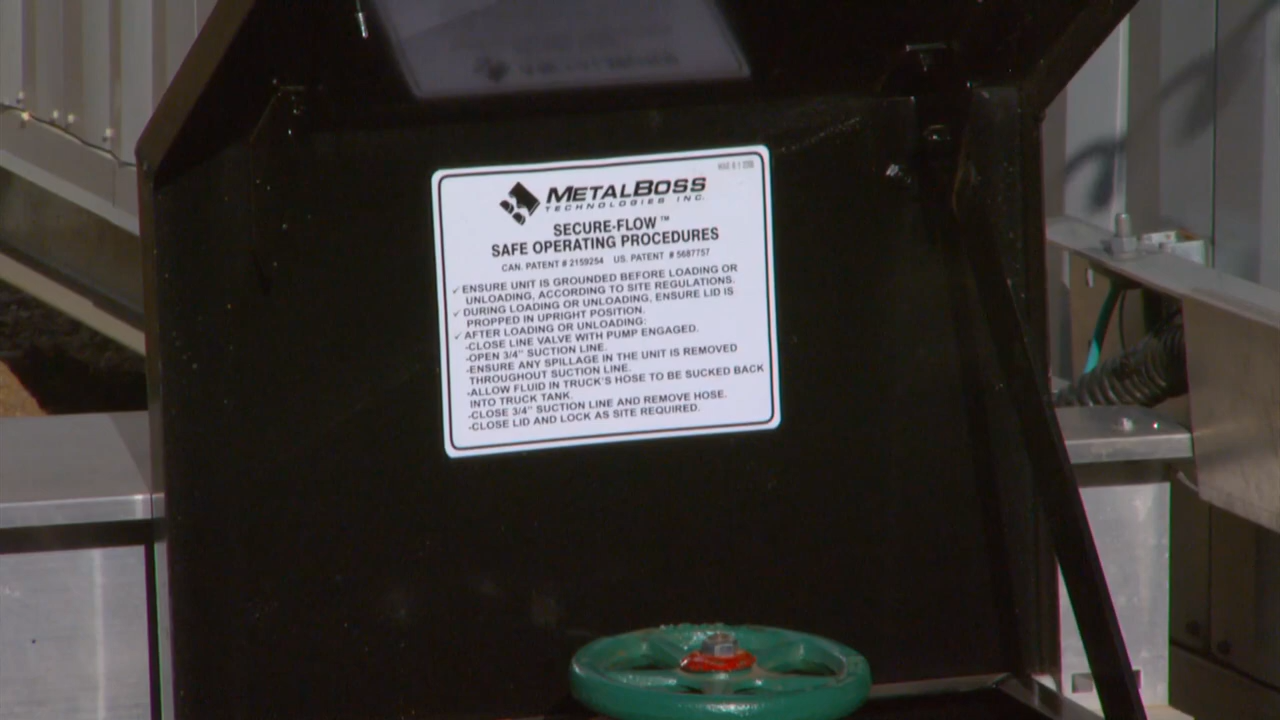 METALBOSS
TECHNOLOGIES INC.
SECURE-FLOW™
SAFE OPERATING PROCEDURES
CAN. PATENT # 2159254 US. PATENT # 5687757
✓ENSURE UNIT IS GROUNDED BEFORE LOADING OR
UNLOADING, ACCORDING TO SITE REGULATIONS.
✓DURING LOADING OR UNLOADING, ENSURE LID IS
PROPPED IN UPRIGHT POSITION.
✓AFTER LOADING OR UNLOADING:
-CLOSE LINE VALVE WITH PUMP ENGAGED.
-OPEN 3/4" SUCTION LINE.
-ENSURE ANY SPILLAGE IN THE UNIT IS REMOVED
THROUGHOUT SUCTION LINE.
-ALLOW FLUID IN TRUCK'S HOSE TO BE SUCKED BACK
INTO TRUCK TANK.
-CLOSE 3/4" SUCTION LINE AND REMOVE HOSE.
-CLOSE LID AND LOCK AS SITE REQUIRED.